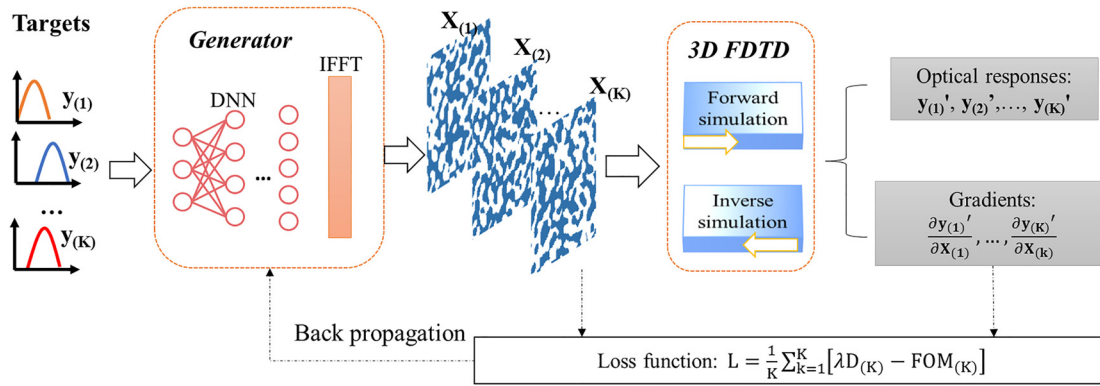 Targets
y(1)
y(2)
...
y(K)
Generator
DNN
...
IFFT
X(1)
X(2)
...
X(K)
3D FDTD
Forward
simulation
Inverse
simulation
Optical responses:
y(1)', y(2)',..., y(K)'
Gradients:
∂y(1)'/∂X(1), ..., ∂y(K)'/∂X(k)
Back propagation
Loss function: L = 1/K ∑_{k=1}^{K}[λD(K) − FOM(K)]